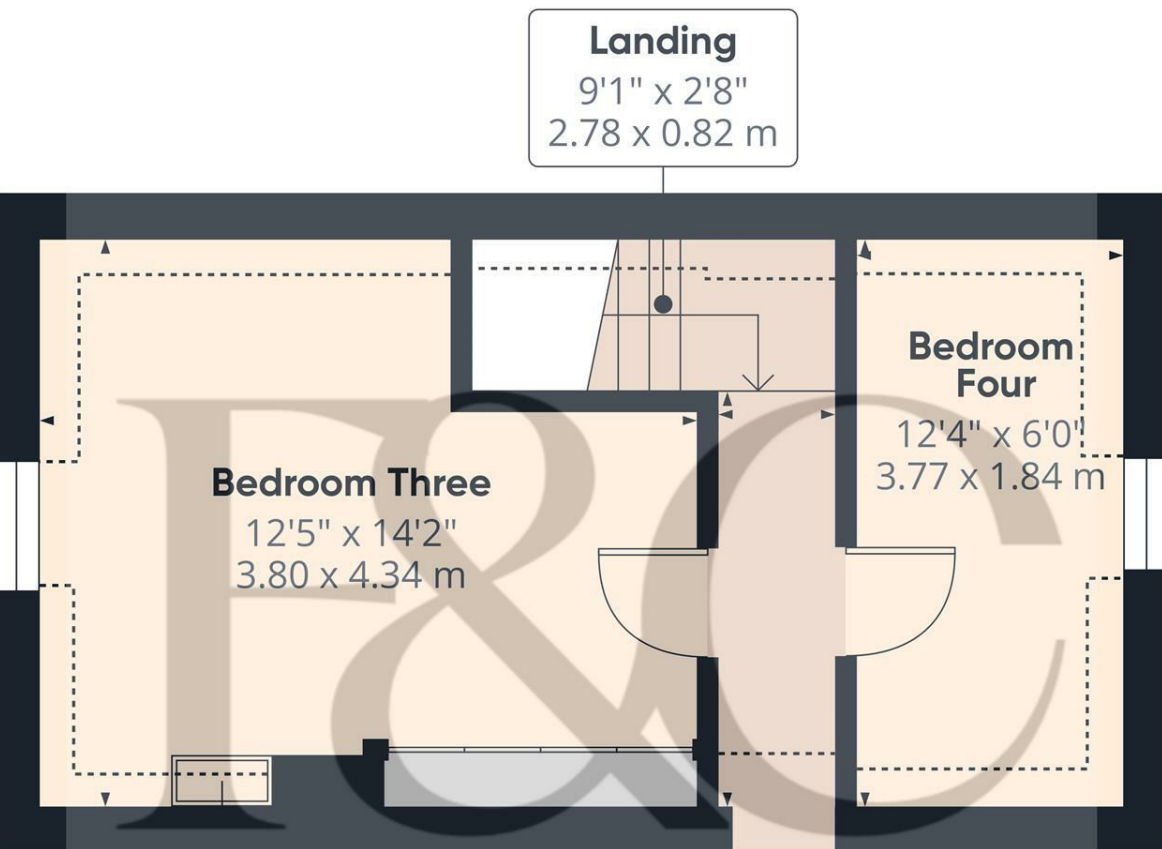 Landing
9'1" x 2'8"
2.78 x 0.82 m
Bedroom Three
12'5" x 14'2"
3.80 x 4.34 m
Bedroom
Four
12'4" x 6'0"
3.77 x 1.84 m
F&C